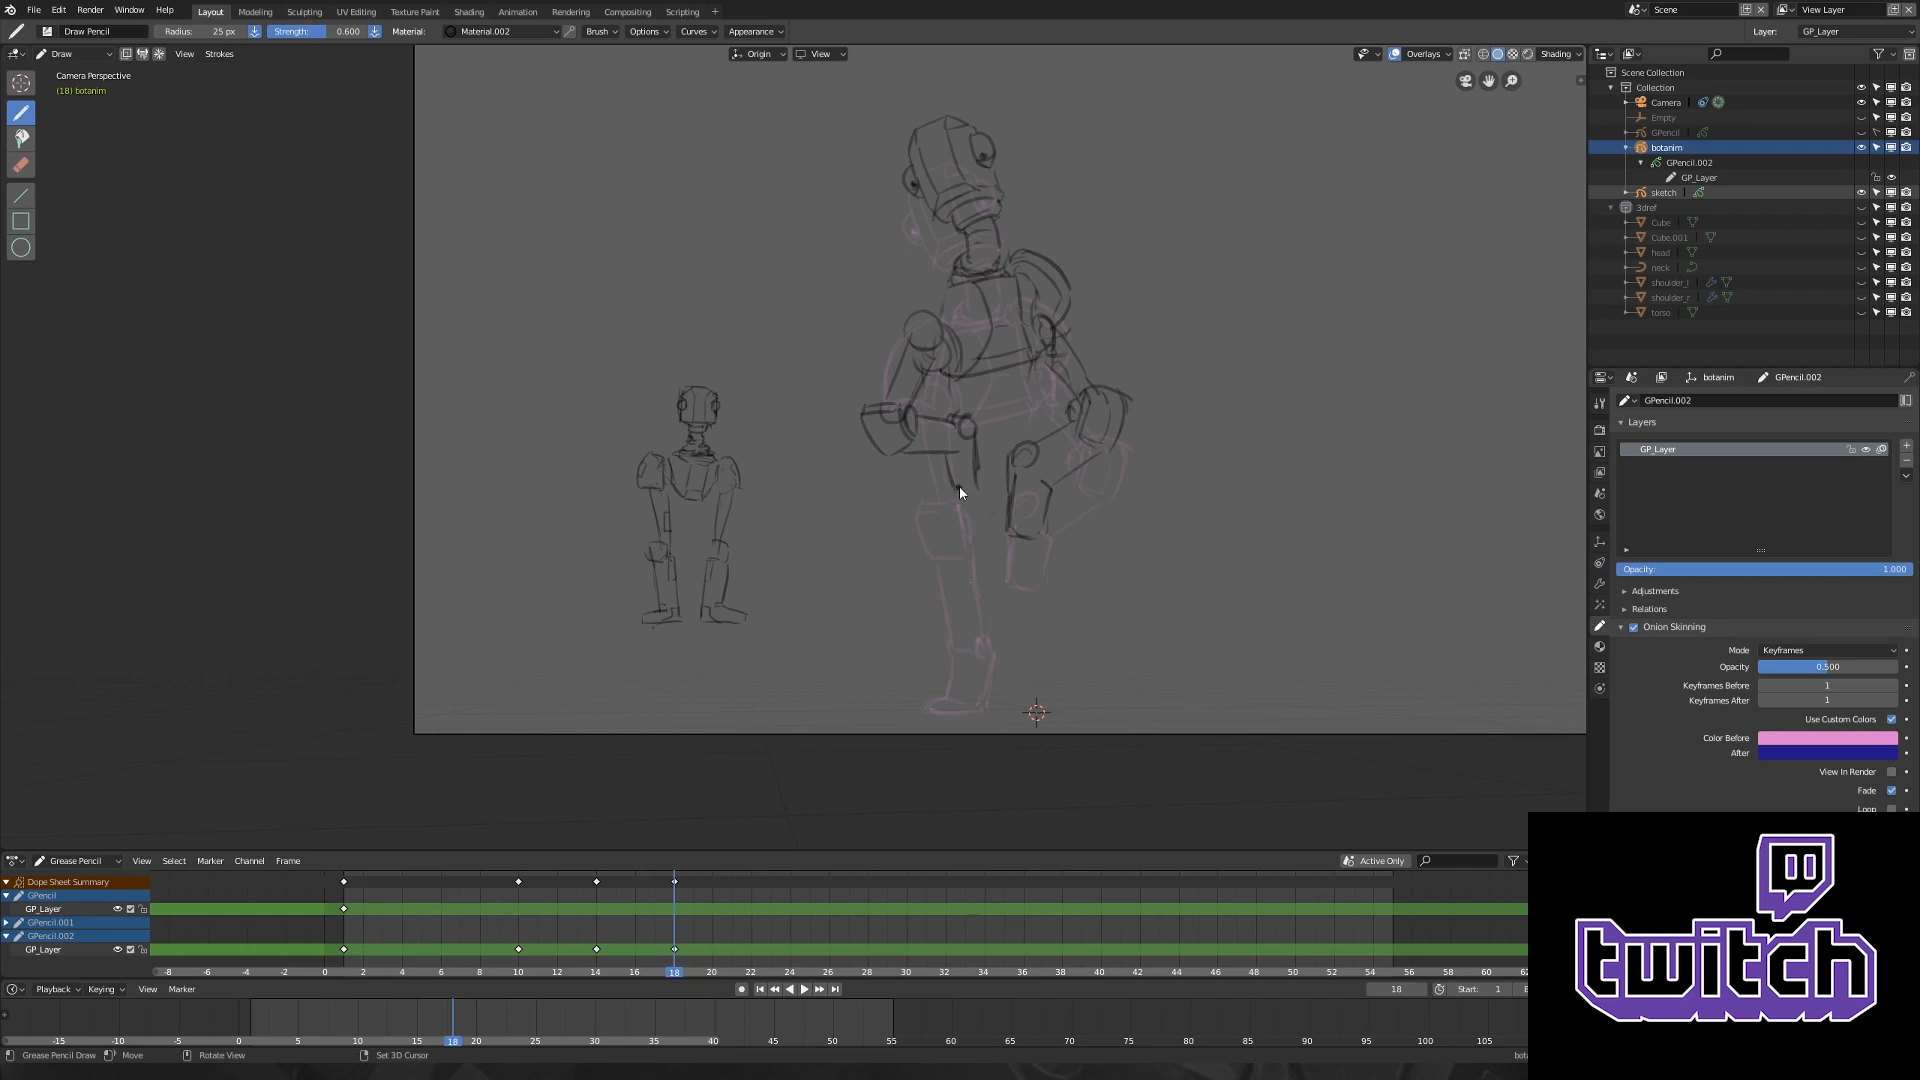 File Edit Render Window Help Layout Modeling Sculpting UV Editing Texture Paint Shading Animation Rendering Compositing Scripting + Scene View Layer
Draw Pencil Radius: 25 px Strength: 0.600 Material: Material.002 Brush Options Curves Appearance Layer: GP_Layer
Draw View Strokes Origin View Overlays Shading
Camera Perspective
(18) botanim
Scene Collection
Collection
Camera
Empty
GPencil
botanim
GPencil.002
GP_Layer
sketch
3dref
Cube
Cube.001
head
neck
shoulder_l
shoulder_r
torso
botanim GPencil.002
GPencil.002
Layers
GP_Layer
Opacity: 1.000
Adjustments
Relations
Onion Skinning
Mode Keyframes
Opacity 0.500
Keyframes Before 1
Keyframes After 1
Use Custom Colors
Color Before
After
View In Render
Fade
Loop
Grease Pencil View Select Marker Channel Frame Active Only
Dope Sheet Summary
GPencil
GP_Layer
GPencil.001
GPencil.002
GP_Layer
-8 -6 -4 -2 0 2 4 6 8 10 12 14 16 18 20 22 24 26 28 30 32 34 36 38 40 42 44 46 48 50 52 54 56 58 60 62
Playback Keying View Marker 18 Start: 1 E
-15 -10 -5 0 5 10 15 18 20 25 30 35 40 45 50 55 60 65 70 75 80 85 90 95 100 105
Grease Pencil Draw Move Rotate View Set 3D Cursor bota
twitch